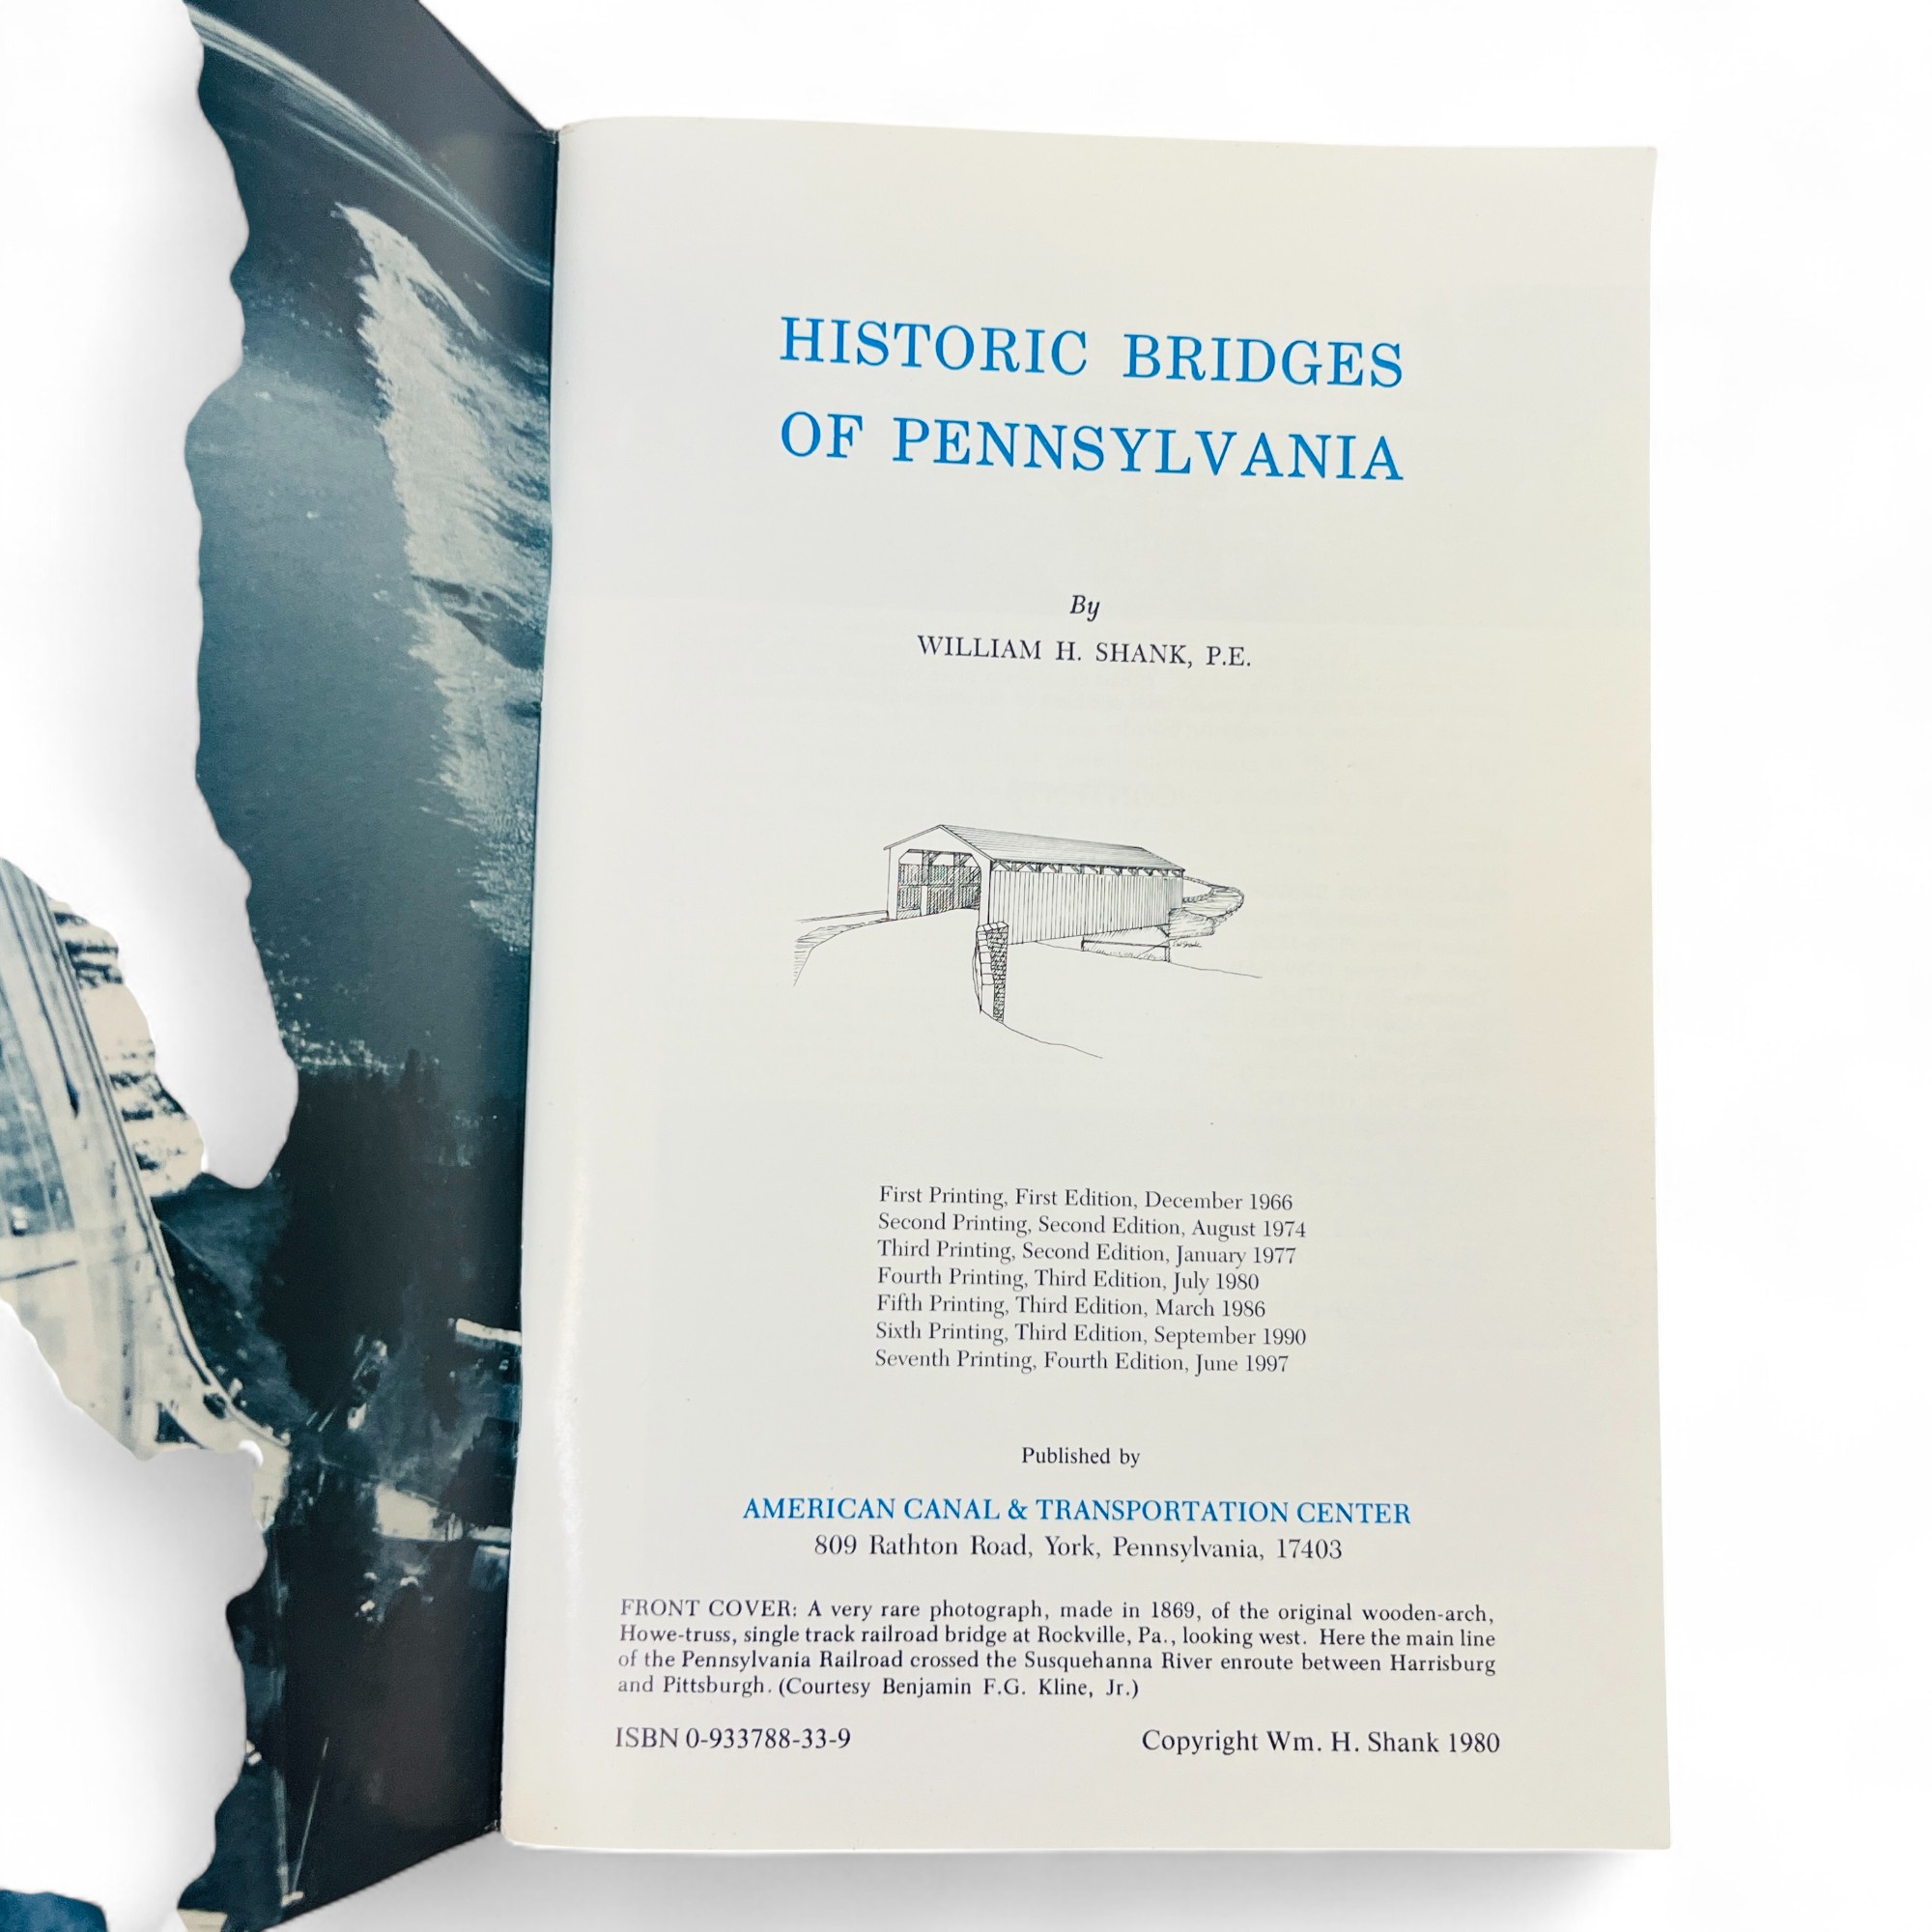 HISTORIC BRIDGES
OF PENNSYLVANIA
By
WILLIAM H. SHANK, P.E.
First Printing, First Edition, December 1966
Second Printing, Second Edition, August 1974
Third Printing, Second Edition, January 1977
Fourth Printing, Third Edition, July 1980
Fifth Printing, Third Edition, March 1986
Sixth Printing, Third Edition, September 1990
Seventh Printing, Fourth Edition, June 1997
Published by
AMERICAN CANAL & TRANSPORTATION CENTER
809 Rathton Road, York, Pennsylvania, 17403
FRONT COVER: A very rare photograph, made in 1869, of the original wooden-arch,
Howe-truss, single track railroad bridge at Rockville, Pa., looking west. Here the main line
of the Pennsylvania Railroad crossed the Susquehanna River enroute between Harrisburg
and Pittsburgh. (Courtesy Benjamin F.G. Kline, Jr.)
ISBN 0-933788-33-9
Copyright Wm. H. Shank 1980